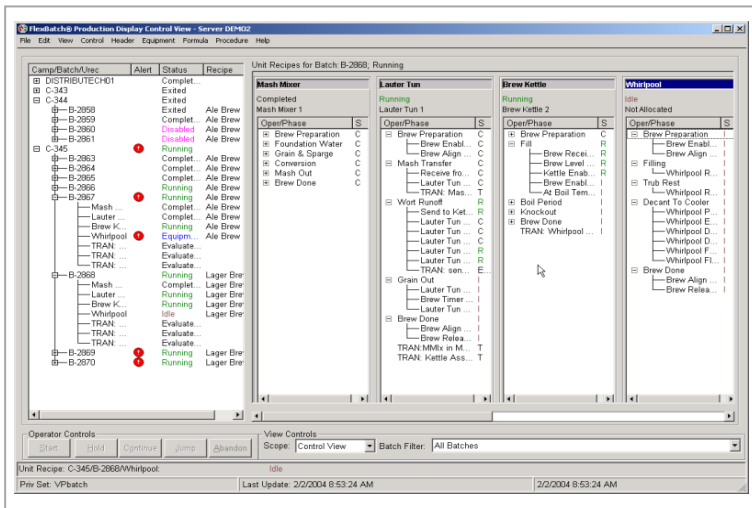 FlexBatch® Production Display Control View - Server DEMO2
File Edit View Control Header Equipment Formula Procedure Help
Camp/Batch/Urec Alert Status Recipe
DISTRIBUTECH01 Complet...
C-343 Exited
C-344 Exited
B-2858 Exited Ale Brew
B-2859 Complet... Ale Brew
B-2860 Disabled Ale Brew
B-2861 Disabled Ale Brew
C-345 Running
B-2863 Complet... Ale Brew
B-2864 Complet... Ale Brew
B-2865 Complet... Ale Brew
B-2866 Running Ale Brew
B-2867 Running Ale Brew
Mash ... Complet... Ale Brew
Lauter ... Complet... Ale Brew
Brew K... Running Ale Brew
Whirlpool Equipm... Ale Brew
TRAN: ... Evaluate...
TRAN: ... Evaluate...
TRAN: ... Evaluate...
B-2868 Running Lager Bre
Mash ... Complet... Lager Bre
Lauter ... Running Lager Bre
Brew K... Running Lager Bre
Whirlpool Idle Lager Bre
TRAN: ... Evaluate...
TRAN: ... Evaluate...
TRAN: ... Evaluate...
B-2869 Running Lager Bre
B-2870 Running Lager Bre
Unit Recipes for Batch: B-2868; Running
Mash Mixer
Completed
Mash Mixer 1
Oper/Phase S
Brew Preparation C
Foundation Water C
Grain & Sparge C
Conversion C
Mash Out C
Brew Done C
Lauter Tun
Running
Lauter Tun 1
Oper/Phase S
Brew Preparation C
Brew Enabl... C
Brew Align ... C
Mash Transfer C
Receive fro... C
Lauter Tun ... C
TRAN: Mas... T
Wort Runoff R
Send to Ket... R
Lauter Tun ... C
Lauter Tun ... C
Lauter Tun ... C
Lauter Tun ... R
Lauter Tun ... R
TRAN: sen... E...
Grain Out I
Lauter Tun ... I
Brew Timer ... I
Lauter Tun ... I
Brew Done I
Brew Align ... I
Brew Relea... I
TRAN:MMIx in M... T
TRAN: Kettle Ass... T
Brew Kettle
Running
Brew Kettle 2
Oper/Phase S
Brew Preparation C
Fill R
Brew Recei... R
Brew Level ... R
Kettle Enab... R
Brew Enabl... I
At Boil Tem... I
Boil Period I
Knockout I
Brew Done I
TRAN: Whirlpool ... I
Whirlpool
Idle
Not Allocated
Oper/Phase S
Brew Preparation I
Brew Enabl... I
Brew Align ... I
Filling I
Whirlpool R... I
Trub Rest I
Whirlpool R... I
Decant To Cooler I
Whirlpool P... I
Whirlpool E... I
Whirlpool D... I
Whirlpool F... I
Whirlpool Fl... I
Brew Done I
Brew Align ... I
Brew Relea... I
Operator Controls
Start Hold Continue Jump Abandon
View Controls
Scope: Control View Batch Filter: All Batches
Unit Recipe: C-345/B-2868/Whirlpool: Idle
Priv Set: VPbatch Last Update: 2/2/2004 8:53:24 AM 2/2/2004 8:53:24 AM